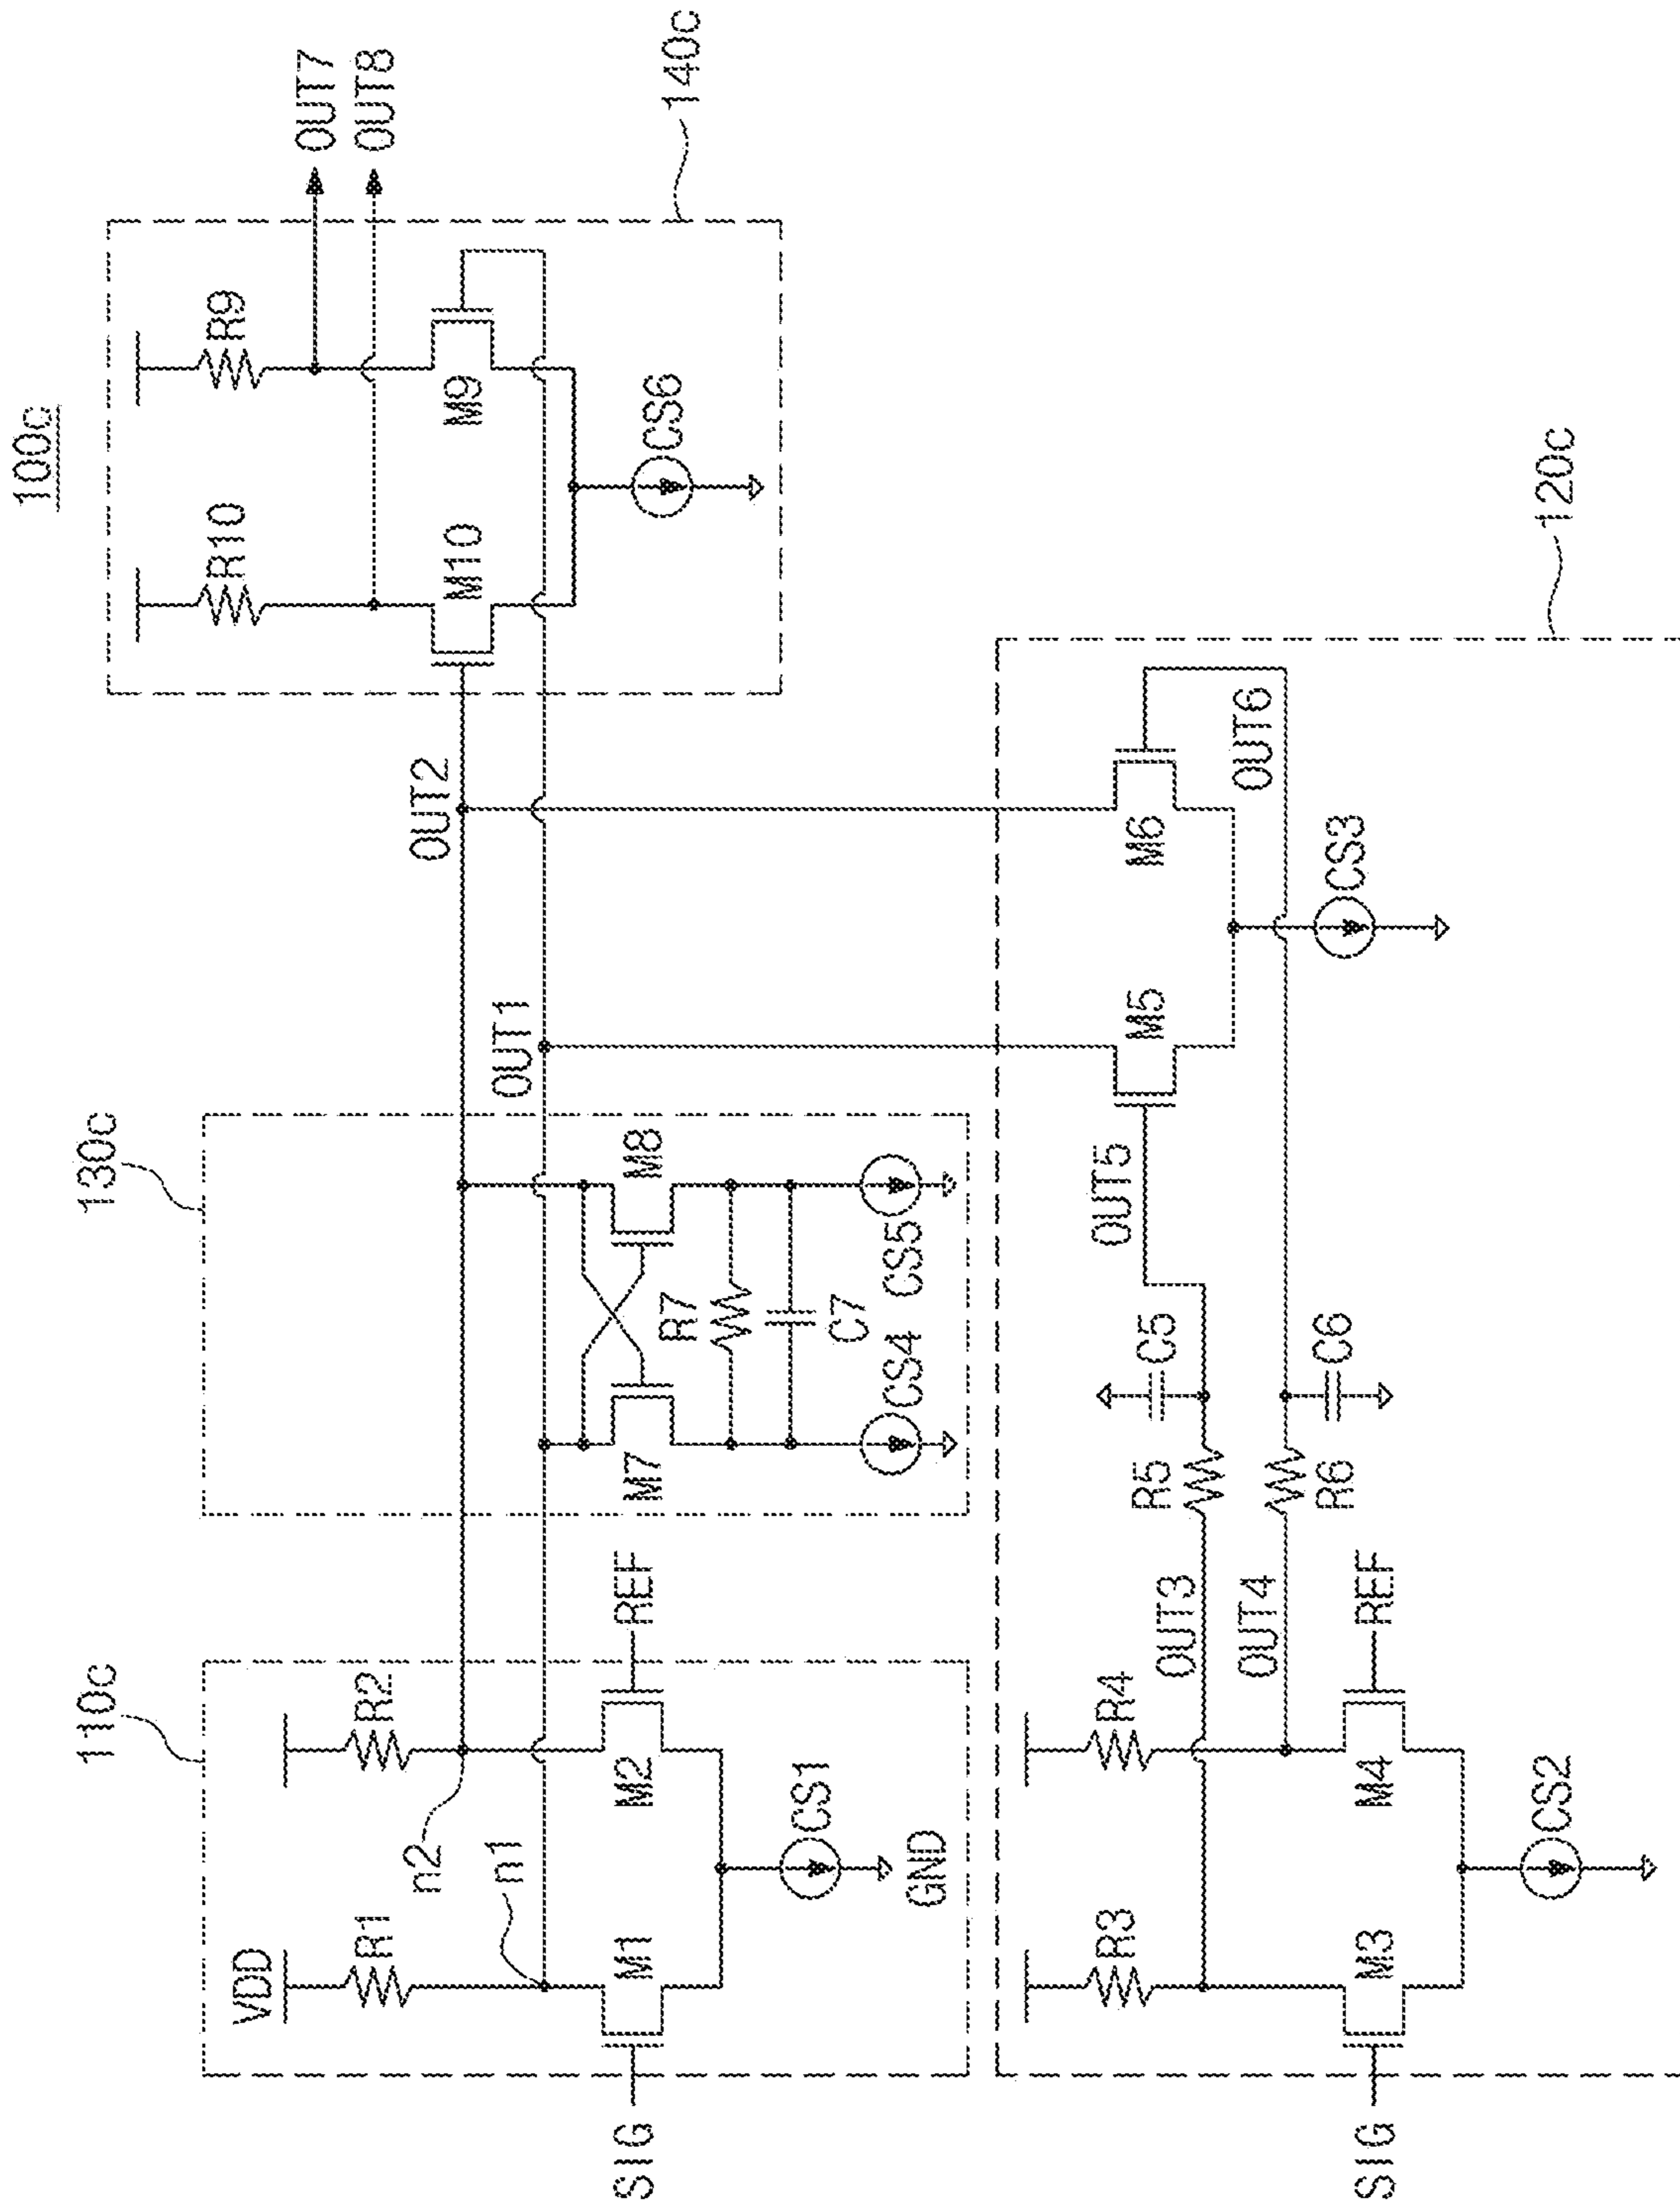 100c
110c
VDD
R1
R2
n2
n1
M1
M2
SIG
REF
CS1
GND
130c
M7
M8
R7
C7
CS4
CS5
OUT2
OUT1
140c
R10
R9
M10
M9
CS6
OUT7
OUT8
120c
R3
R4
OUT3
OUT4
M3
M4
SIG
REF
CS2
R5
C5
R6
C6
OUT5
OUT6
M5
M6
CS3